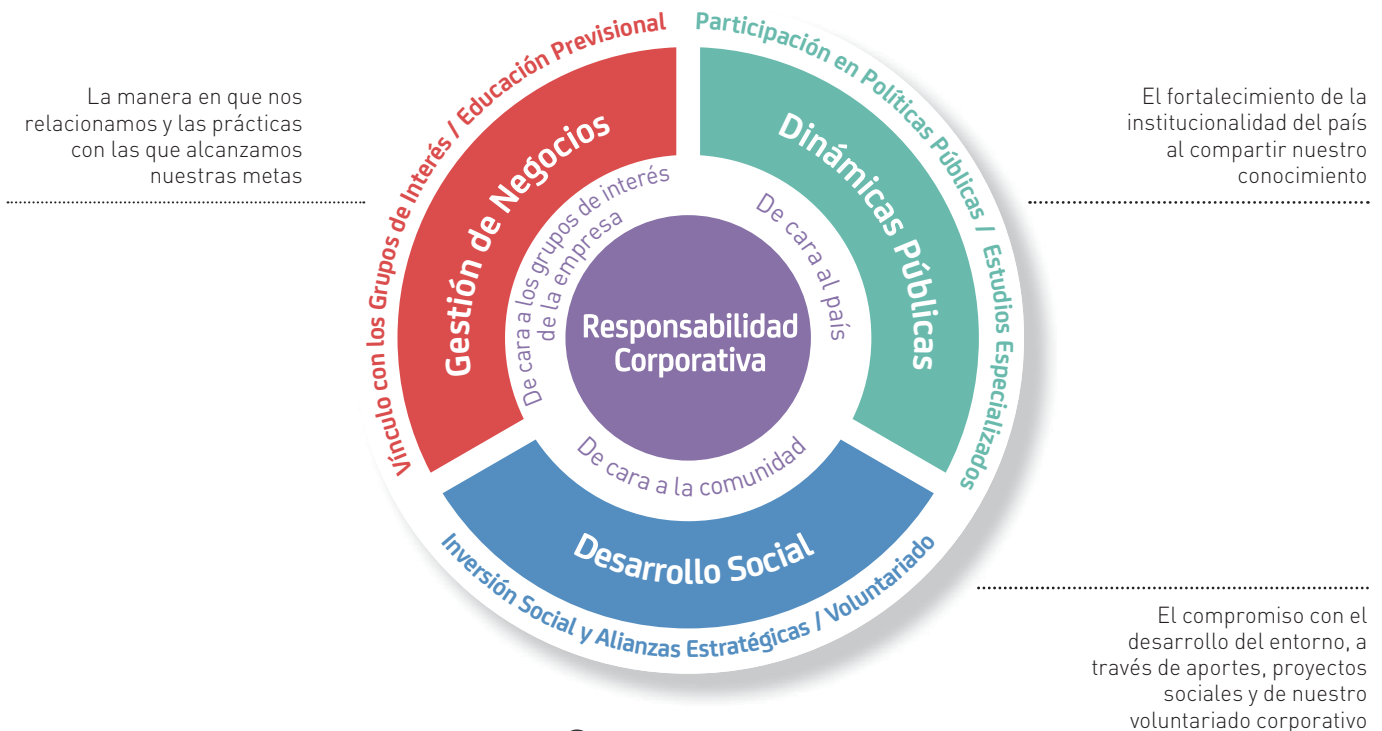 Vínculo con los Grupos de Interés / Educación Previsional
Participación en Políticas Públicas / Estudios Especializados
La manera en que nos
relacionamos y las prácticas
con las que alcanzamos
nuestras metas
El fortalecimiento de la
institucionalidad del país
al compartir nuestro
conocimiento
Gestión de Negocios
Dinámicas Públicas
De cara a los grupos de interés
de la empresa
De cara al país
Responsabilidad
Corporativa
De cara a la comunidad
Desarrollo Social
Inversión Social y Alianzas Estratégicas / Voluntariado
El compromiso con el
desarrollo del entorno, a
través de aportes, proyectos
sociales y de nuestro
voluntariado corporativo